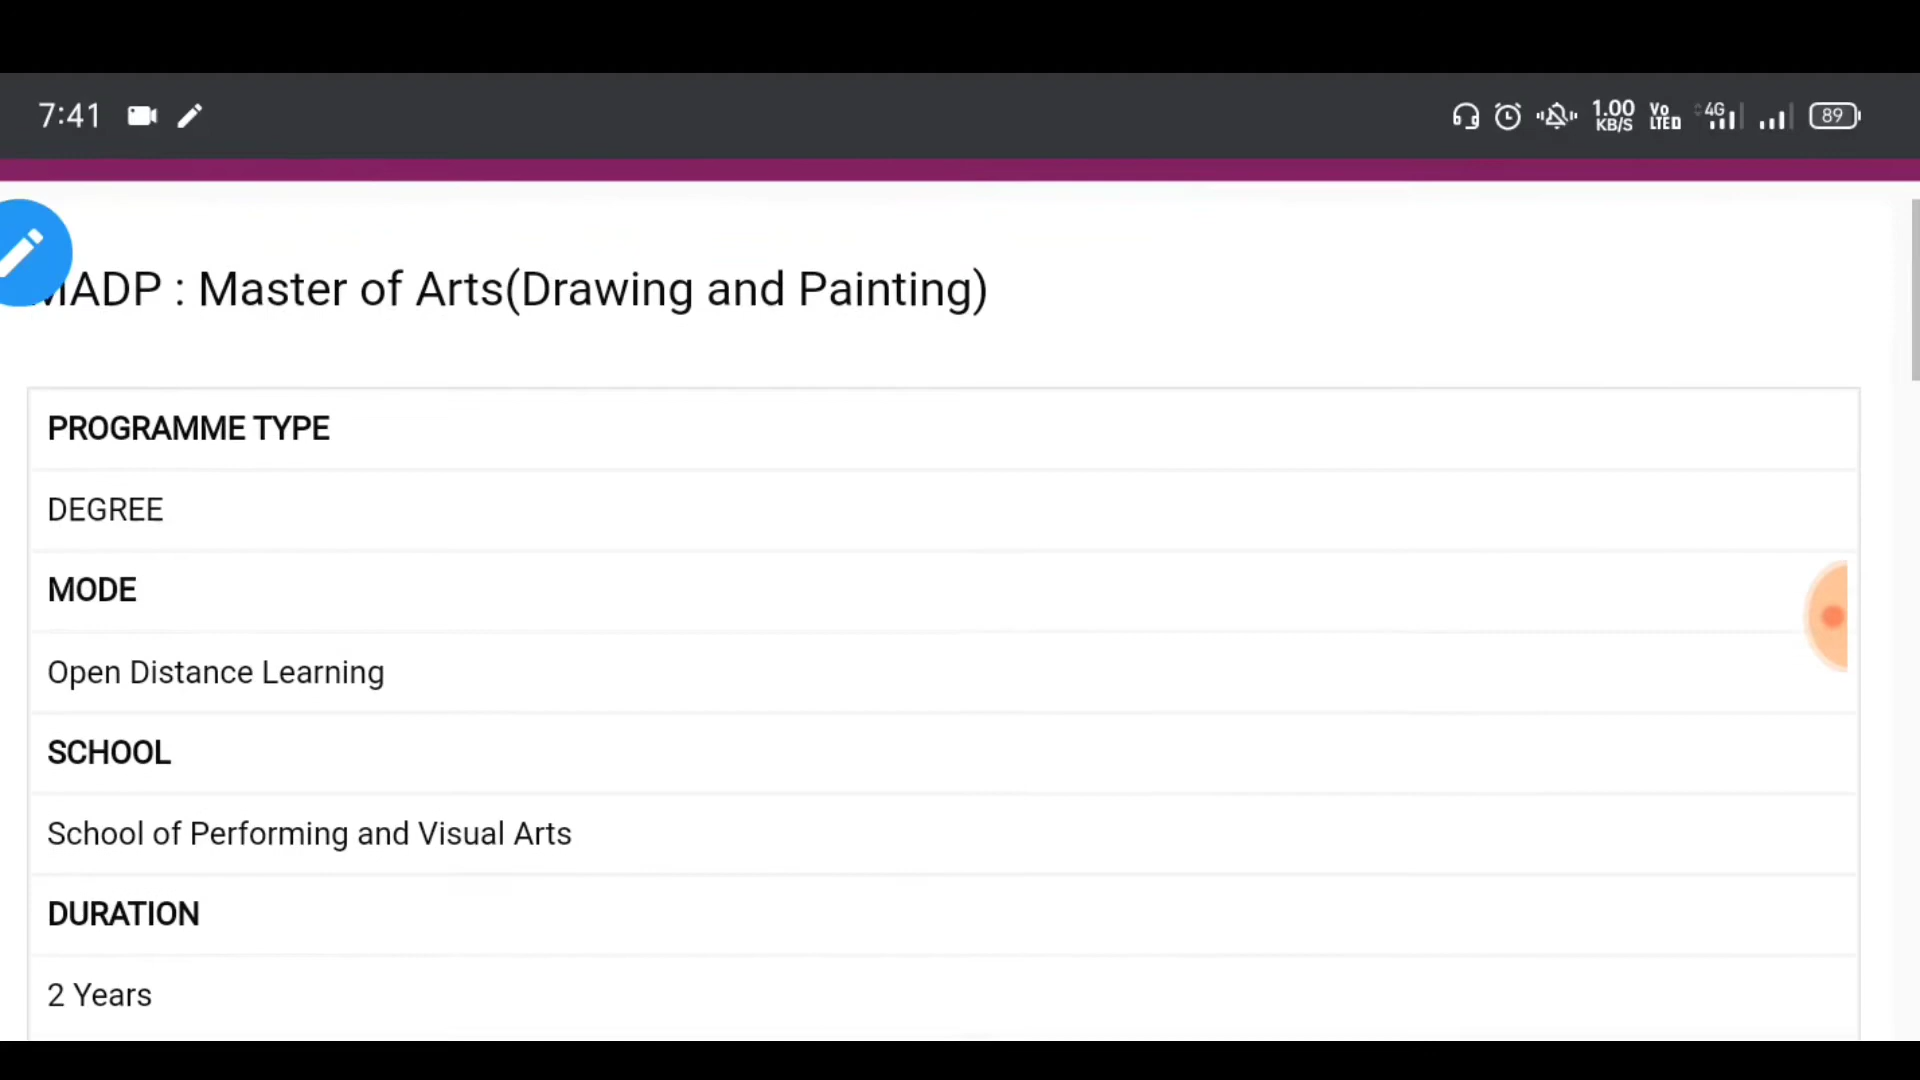 7:41
1.00 KB/S Vo LTE 4G 89
MADP : Master of Arts(Drawing and Painting)
PROGRAMME TYPE
DEGREE
MODE
Open Distance Learning
SCHOOL
School of Performing and Visual Arts
DURATION
2 Years